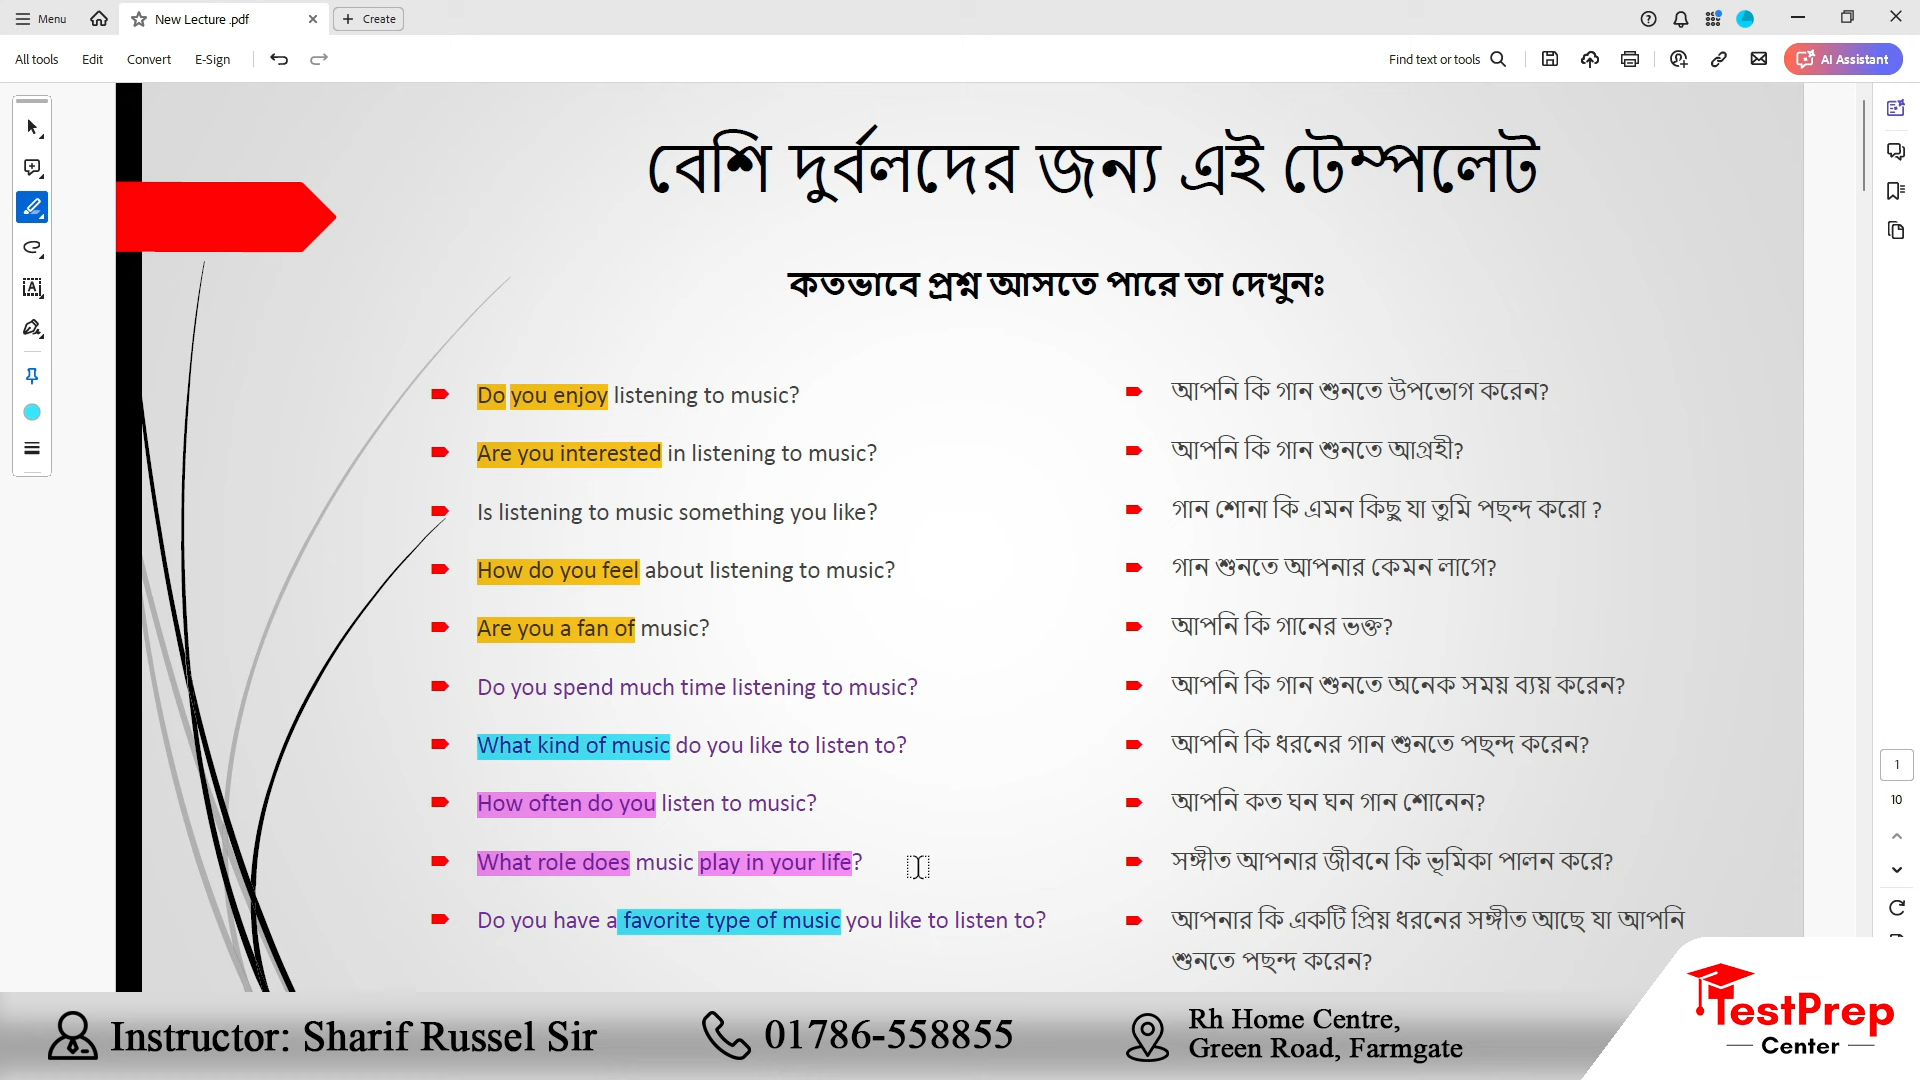 Menu
New Lecture .pdf
Create
All tools
Edit
Convert
E-Sign
Find text or tools
AI Assistant
বেশি দুর্বলদের জন্য এই টেম্পলেট
কতভাবে প্রশ্ন আসতে পারে তা দেখুনঃ
Do you enjoy listening to music?
Are you interested in listening to music?
Is listening to music something you like?
How do you feel about listening to music?
Are you a fan of music?
Do you spend much time listening to music?
What kind of music do you like to listen to?
How often do you listen to music?
What role does music play in your life?
Do you have a favorite type of music you like to listen to?
আপনি কি গান শুনতে উপভোগ করেন?
আপনি কি গান শুনতে আগ্রহী?
গান শোনা কি এমন কিছু যা তুমি পছন্দ করো ?
গান শুনতে আপনার কেমন লাগে?
আপনি কি গানের ভক্ত?
আপনি কি গান শুনতে অনেক সময় ব্যয় করেন?
আপনি কি ধরনের গান শুনতে পছন্দ করেন?
আপনি কত ঘন ঘন গান শোনেন?
সঙ্গীত আপনার জীবনে কি ভূমিকা পালন করে?
আপনার কি একটি প্রিয় ধরনের সঙ্গীত আছে যা আপনি
শুনতে পছন্দ করেন?
1
10
Instructor: Sharif Russel Sir
01786-558855
Rh Home Centre,
Green Road, Farmgate
TestPrep
Center